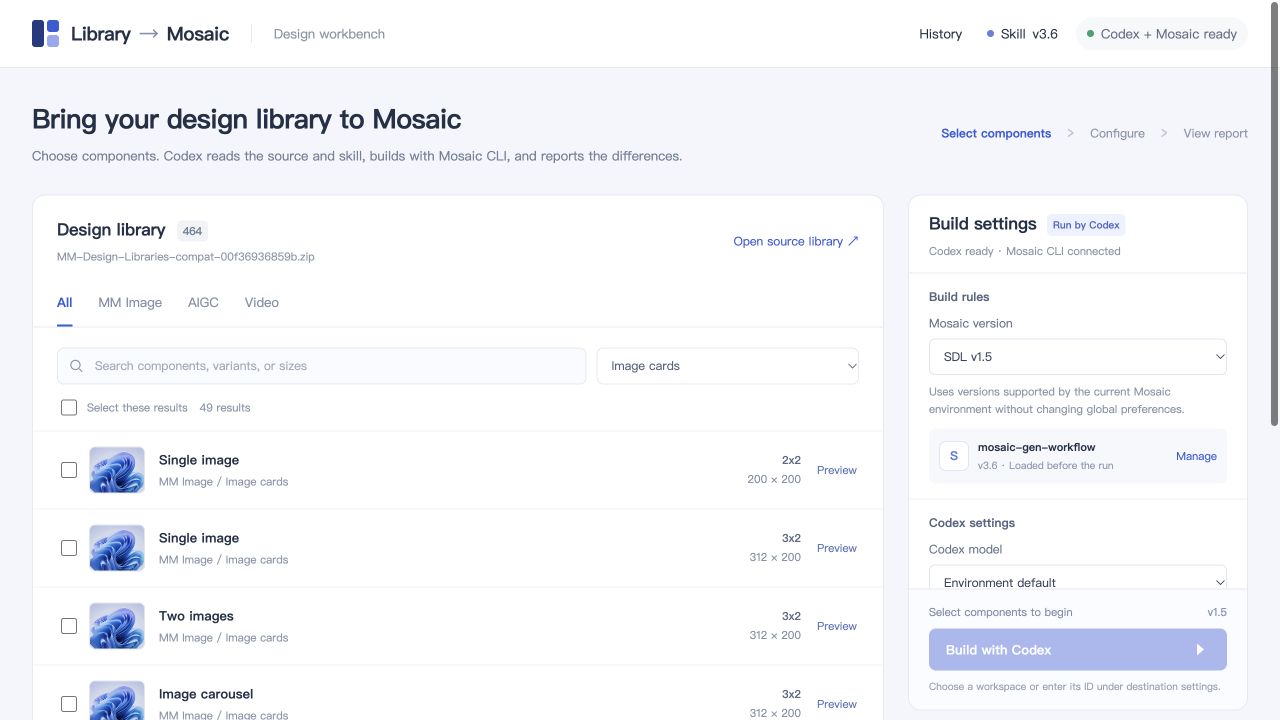 Library → Mosaic
Design workbench
History
Skill v3.6
Codex + Mosaic ready
Bring your design library to Mosaic
Choose components. Codex reads the source and skill, builds with Mosaic CLI, and reports the differences.
Select components > Configure > View report
Design library 464
MM-Design-Libraries-compat-00f36936859b.zip
Open source library ↗
All
MM Image
AIGC
Video
Search components, variants, or sizes
Image cards
Select these results 49 results
Single image
MM Image / Image cards
2x2
200 × 200
Preview
Single image
MM Image / Image cards
3x2
312 × 200
Preview
Two images
MM Image / Image cards
3x2
312 × 200
Preview
Image carousel
MM Image / Image cards
3x2
312 × 200
Preview
Build settings Run by Codex
Codex ready · Mosaic CLI connected
Build rules
Mosaic version
SDL v1.5
Uses versions supported by the current Mosaic
environment without changing global preferences.
S
mosaic-gen-workflow
v3.6 · Loaded before the run
Manage
Codex settings
Codex model
Environment default
Select components to begin
v1.5
Build with Codex
Choose a workspace or enter its ID under destination settings.